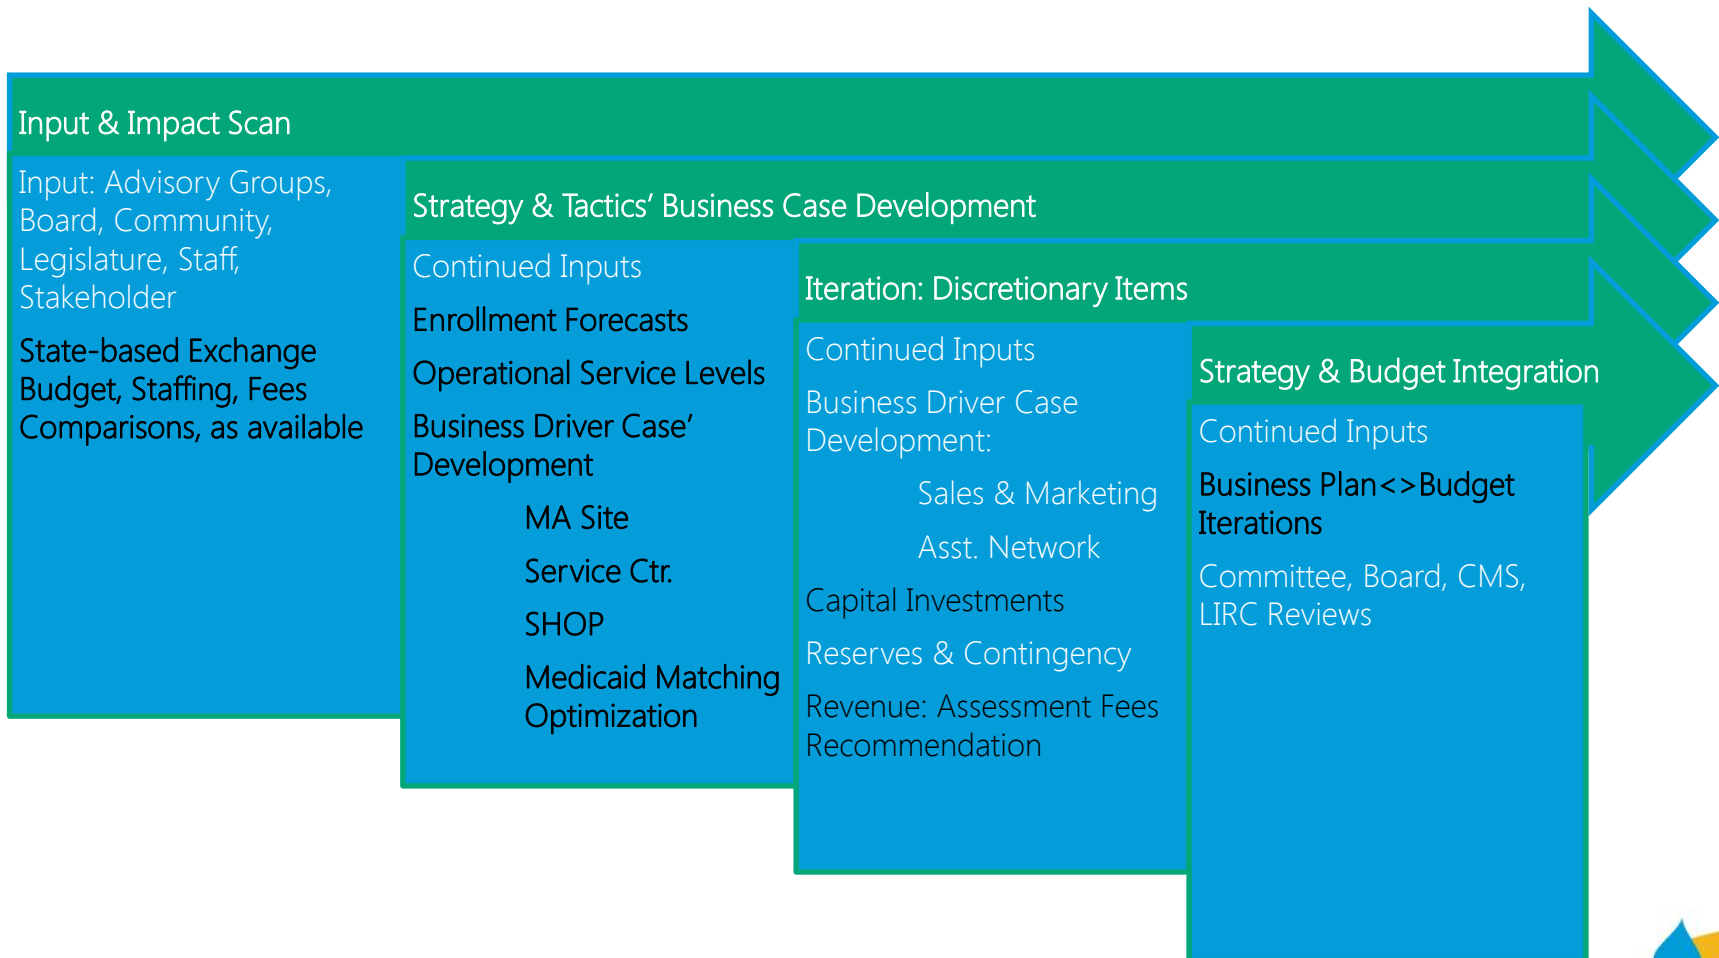 Input & Impact Scan
Input: Advisory Groups,
Board, Community,
Legislature, Staff,
Stakeholder
State-based Exchange
Budget, Staffing, Fees
Comparisons, as available
Strategy & Tactics’ Business Case Development
Continued Inputs
Enrollment Forecasts
Operational Service Levels
Business Driver Case’
Development
MA Site
Service Ctr.
SHOP
Medicaid Matching
Optimization
Iteration: Discretionary Items
Continued Inputs
Business Driver Case
Development:
Sales & Marketing
Asst. Network
Capital Investments
Reserves & Contingency
Revenue: Assessment Fees
Recommendation
Strategy & Budget Integration
Continued Inputs
Business Plan<>Budget
Iterations
Committee, Board, CMS,
LIRC Reviews